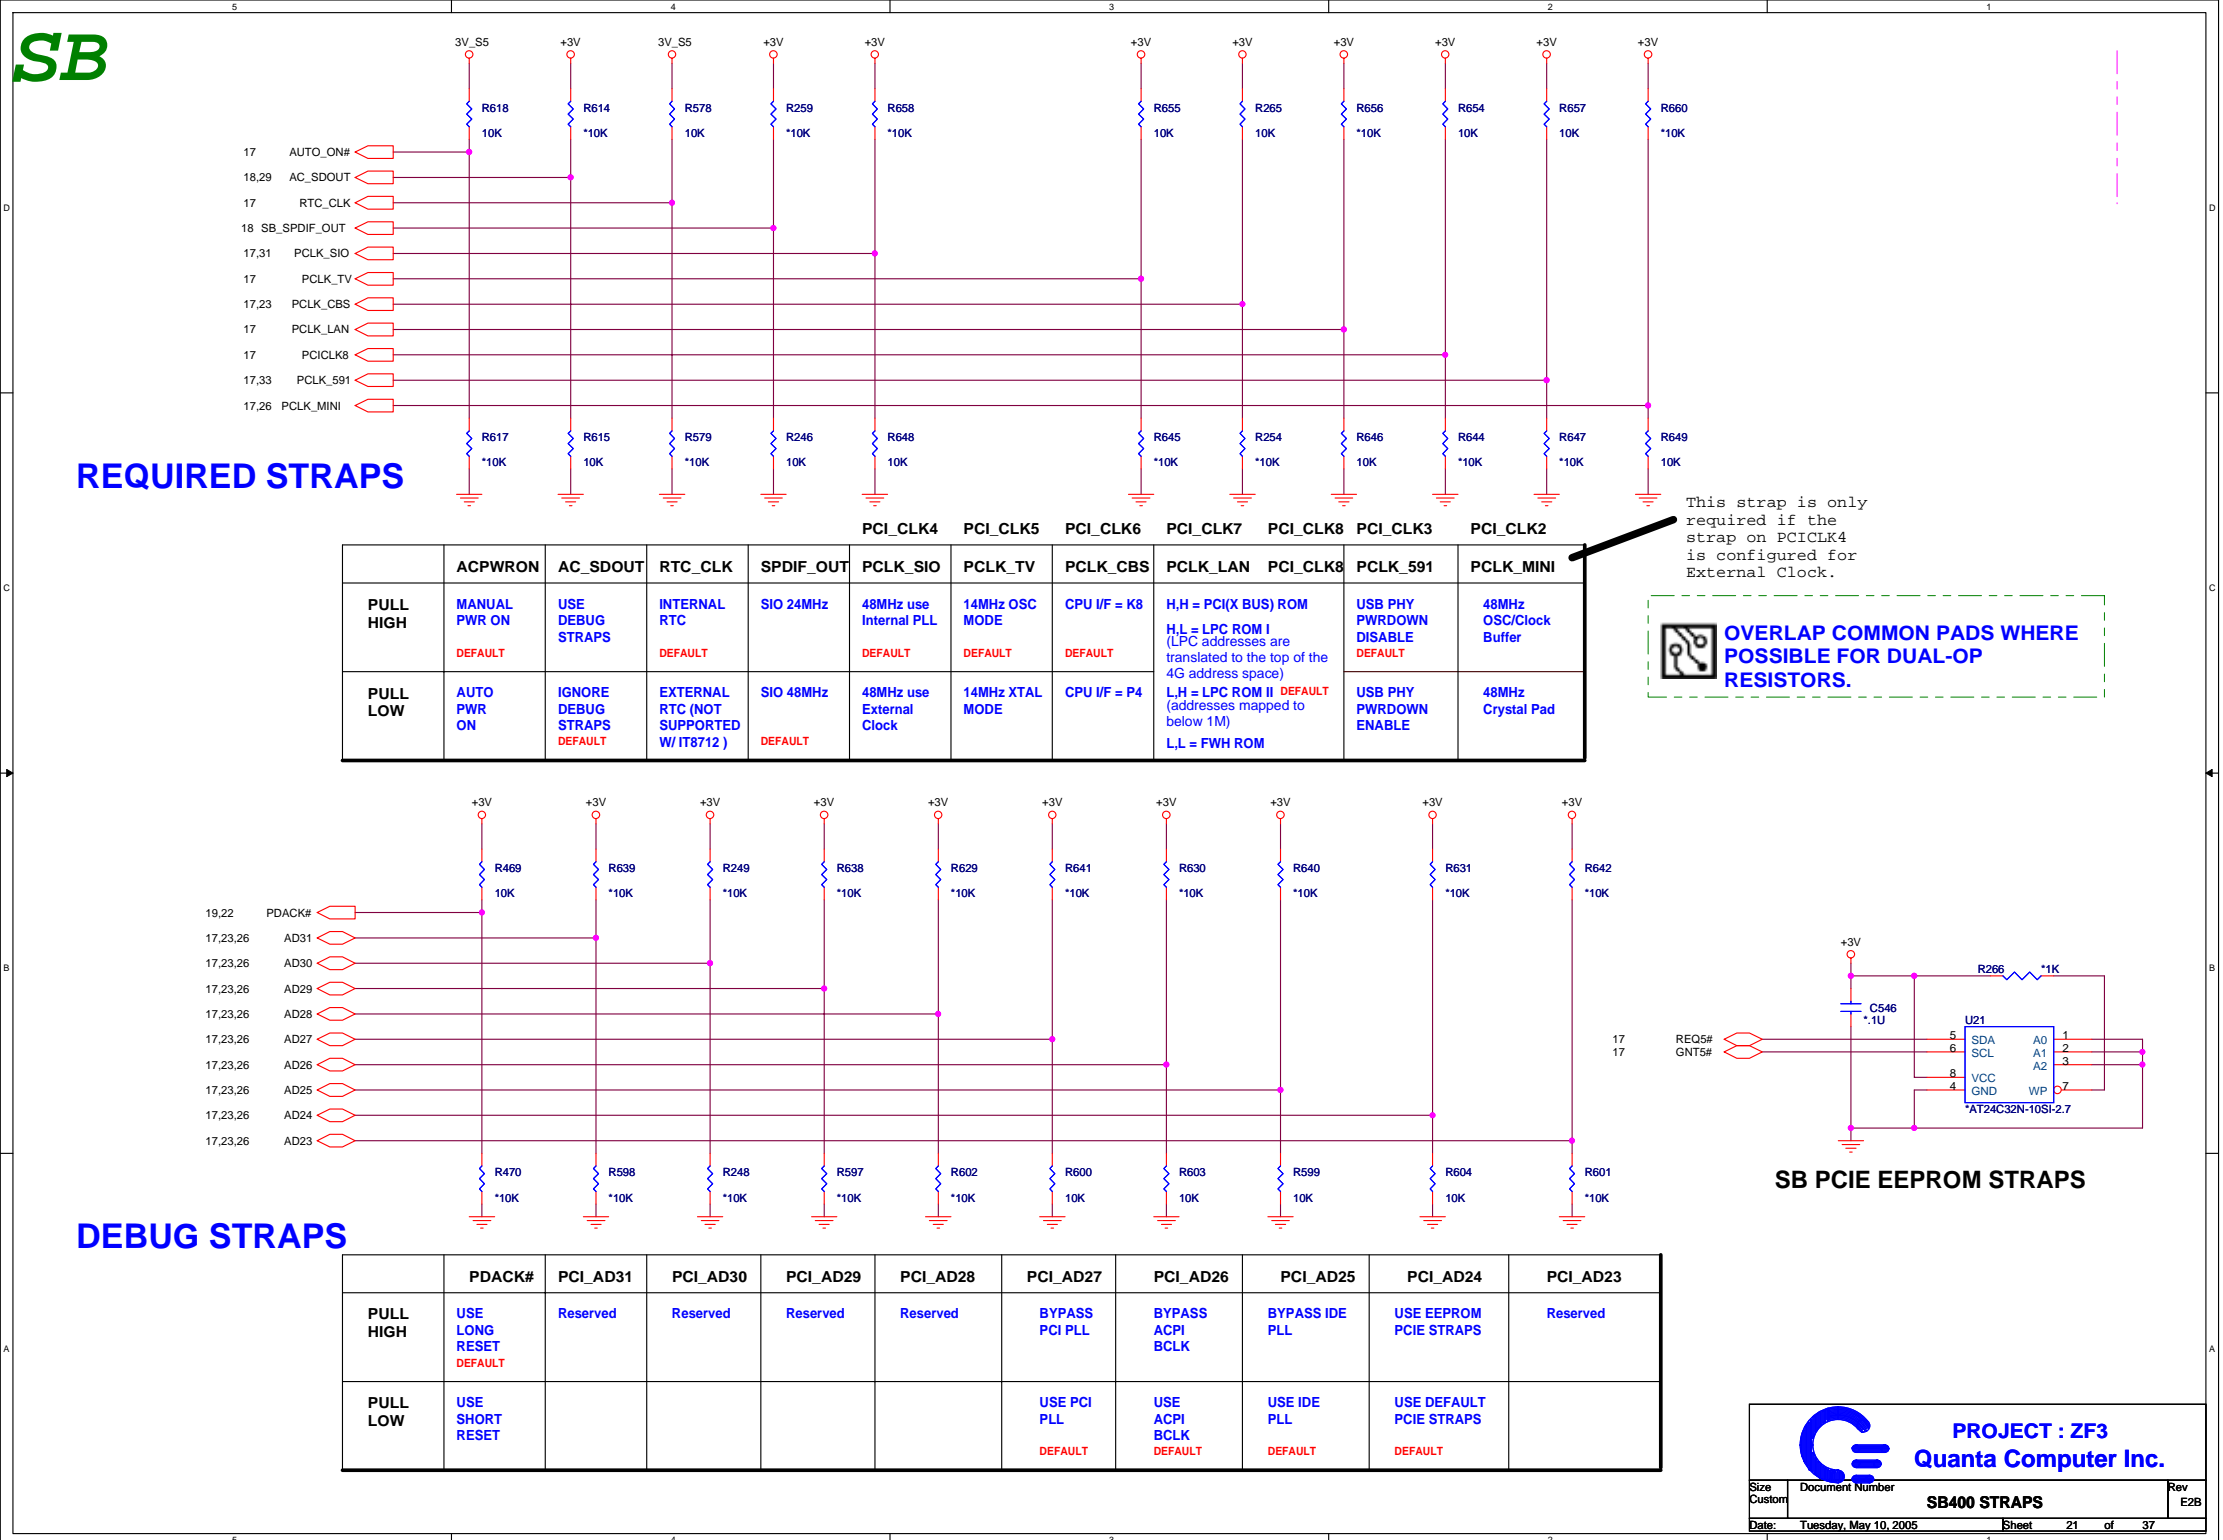 5 4 3 2 1
SB
3V_S5 +3V 3V_S5 +3V +3V +3V +3V +3V +3V +3V +3V
R618 R614 R578 R259 R658 R655 R265 R656 R654 R657 R660
10K *10K 10K *10K *10K 10K 10K *10K 10K 10K *10K
17 AUTO_ON#
18,29 AC_SDOUT
17 RTC_CLK
18 SB_SPDIF_OUT
17,31 PCLK_SIO
17 PCLK_TV
17,23 PCLK_CBS
17 PCLK_LAN
17 PCICLK8
17,33 PCLK_591
17,26 PCLK_MINI
D D
R617 R615 R579 R246 R648 R645 R254 R646 R644 R647 R649
*10K 10K *10K 10K 10K *10K *10K 10K *10K *10K 10K
REQUIRED STRAPS
This strap is only
required if the
strap on PCICLK4
is configured for
External Clock.
PCI_CLK4 PCI_CLK5 PCI_CLK6 PCI_CLK7 PCI_CLK8 PCI_CLK3 PCI_CLK2
ACPWRON AC_SDOUT RTC_CLK SPDIF_OUT PCLK_SIO PCLK_TV PCLK_CBS PCLK_LAN PCI_CLK8 PCLK_591 PCLK_MINI
C C
PULL
HIGH
MANUAL
PWR ON
DEFAULT
USE
DEBUG
STRAPS
INTERNAL
RTC
DEFAULT
SIO 24MHz
48MHz use
Internal PLL
DEFAULT
14MHz OSC
MODE
DEFAULT
CPU I/F = K8
DEFAULT
H,H = PCI(X BUS) ROM
H,L = LPC ROM I
(LPC addresses are
translated to the top of the
4G address space)
L,H = LPC ROM II DEFAULT
(addresses mapped to
below 1M)
L,L = FWH ROM
USB PHY
PWRDOWN
DISABLE
DEFAULT
48MHz
OSC/Clock
Buffer
PULL
LOW
AUTO
PWR
ON
IGNORE
DEBUG
STRAPS
DEFAULT
EXTERNAL
RTC (NOT
SUPPORTED
W/ IT8712 )
SIO 48MHz
DEFAULT
48MHz use
External
Clock
14MHz XTAL
MODE
CPU I/F = P4
USB PHY
PWRDOWN
ENABLE
48MHz
Crystal Pad
OVERLAP COMMON PADS WHERE
POSSIBLE FOR DUAL-OP
RESISTORS.
+3V +3V +3V +3V +3V +3V +3V +3V +3V +3V
R469 R639 R249 R638 R629 R641 R630 R640 R631 R642
10K *10K *10K *10K *10K *10K *10K *10K *10K *10K
19,22 PDACK#
17,23,26 AD31
17,23,26 AD30
17,23,26 AD29
17,23,26 AD28
17,23,26 AD27
17,23,26 AD26
17,23,26 AD25
17,23,26 AD24
17,23,26 AD23
B B
R470 R598 R248 R597 R602 R600 R603 R599 R604 R601
*10K *10K *10K *10K *10K 10K 10K 10K 10K *10K
+3V
R266 *1K
C546
*.1U
U21
17 REQ5#
17 GNT5#
5 SDA A0 1
6 SCL A1 2
A2 3
8 VCC
4 GND WP 7
*AT24C32N-10SI-2.7
SB PCIE EEPROM STRAPS
DEBUG STRAPS
PDACK# PCI_AD31 PCI_AD30 PCI_AD29 PCI_AD28 PCI_AD27 PCI_AD26 PCI_AD25 PCI_AD24 PCI_AD23
A A
PULL
HIGH
USE
LONG
RESET
DEFAULT
Reserved
Reserved
Reserved
Reserved
BYPASS
PCI PLL
BYPASS
ACPI
BCLK
BYPASS IDE
PLL
USE EEPROM
PCIE STRAPS
Reserved
PULL
LOW
USE
SHORT
RESET
USE PCI
PLL
DEFAULT
USE
ACPI
BCLK
DEFAULT
USE IDE
PLL
DEFAULT
USE DEFAULT
PCIE STRAPS
DEFAULT
PROJECT : ZF3
Quanta Computer Inc.
Size Document Number Rev
Custom SB400 STRAPS E2B
Date: Tuesday, May 10, 2005 Sheet 21 of 37
5 4 3 2 1